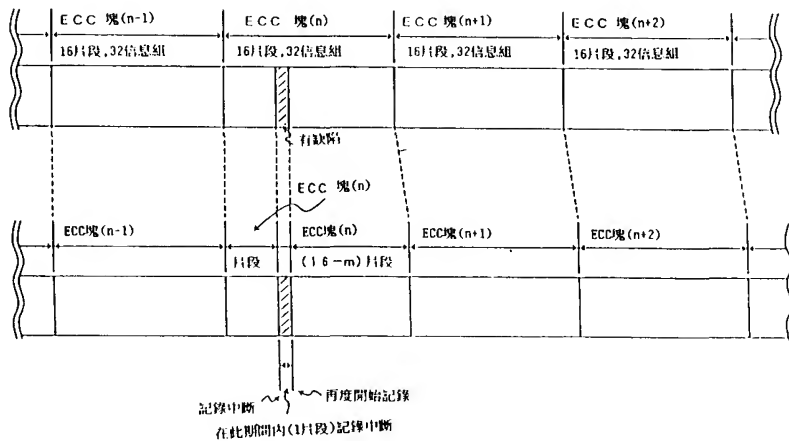 ECC 塊(n-1) ECC 塊(n) ECC 塊(n+1) ECC 塊(n+2)
16片段,32信息組 16片段,32信息組 16片段,32信息組 16片段,32信息組
有缺陷
ECC 塊(n)
ECC塊(n-1) ECC塊(n) ECC塊(n+1) ECC塊(n+2)
片段 (16-m)片段
記錄中斷 再度開始記錄
在此期間内(1片段)記錄中斷